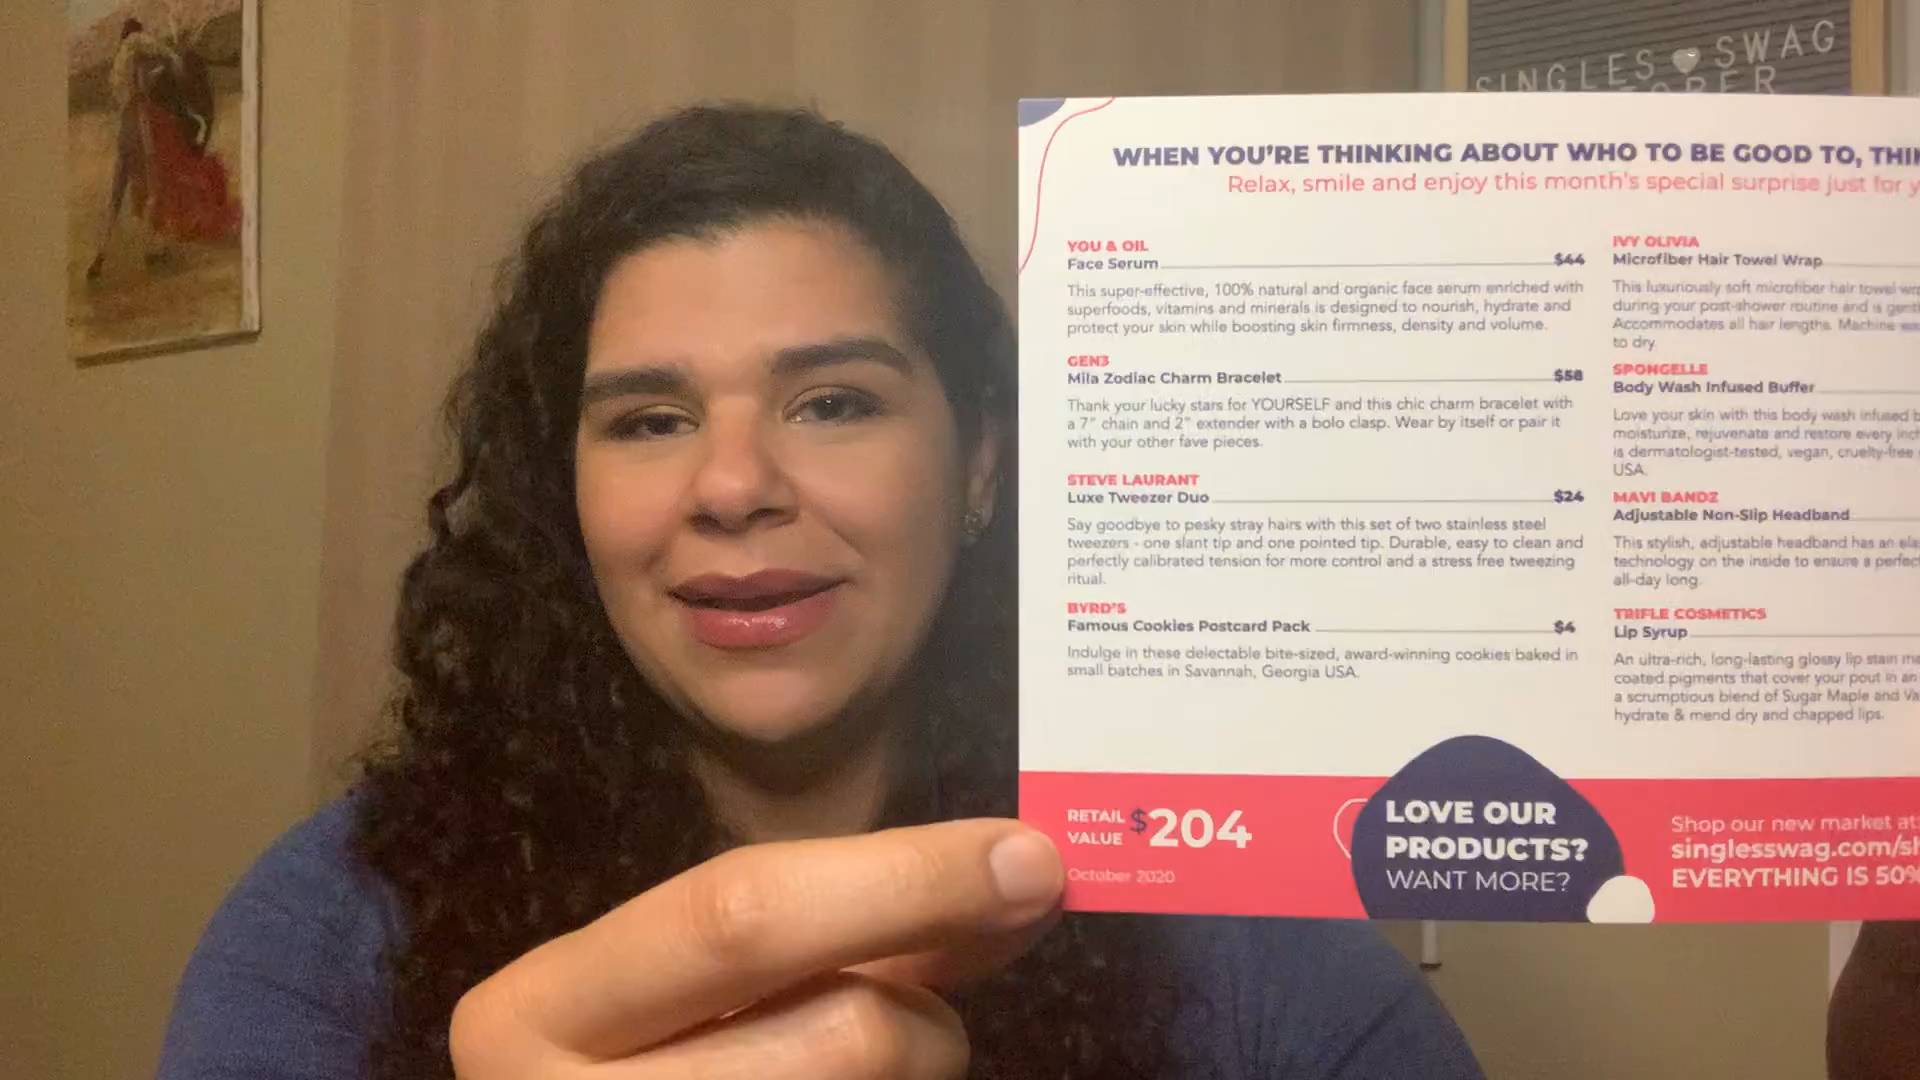 SINGLES SWAG
WHEN YOU'RE THINKING ABOUT WHO TO BE GOOD TO,
Relax, smile and enjoy this month's special surprise just for
YOU & OIL
Face Serum $44
This super-effective, 100% natural and organic face serum enriched with
superfoods, vitamins and minerals is designed to nourish, hydrate and
protect your skin while boosting skin firmness, density and volume.
GEN3
Mila Zodiac Charm Bracelet $58
Thank your lucky stars for YOURSELF and this chic charm bracelet with
a 7" chain and 2" extender with a bolo clasp. Wear by itself or pair it
with your other fave pieces.
STEVE LAURANT
Luxe Tweezer Duo $24
Say goodbye to pesky stray hairs with this set of two stainless steel
tweezers - one slant tip and one pointed tip. Durable, easy to clean and
perfectly calibrated tension for more control and a stress free tweezing
ritual.
BYRD'S
Famous Cookies Postcard Pack $4
Indulge in these delectable bite-sized, award-winning cookies baked in
small batches in Savannah, Georgia USA.
IVY OLIVIA
Microfiber Hair Towel Wrap
This luxuriously soft microfiber hair towel
during your post-shower routine and is
Accommodates all hair lengths. Machine
to dry.
SPONGELLE
Body Wash Infused Buffer
Love your skin with this body wash infused
moisturize, rejuvenate and restore every
is dermatologist-tested, vegan, cruelty-free
USA.
MAVI BANDZ
Adjustable Non-Slip Headband
This stylish, adjustable headband has an
technology on the inside to ensure a
all-day long.
TRIFLE COSMETICS
Lip Syrup
An ultra-rich, long-lasting glossy lip stain
coated pigments that cover your pout in an
a scrumptious blend of Sugar Maple and
hydrate & mend dry and chapped lips.
RETAIL
VALUE $204
October 2020
LOVE OUR
PRODUCTS?
WANT MORE?
Shop our new market at:
singlesswag.com/
EVERYTHING IS 50%